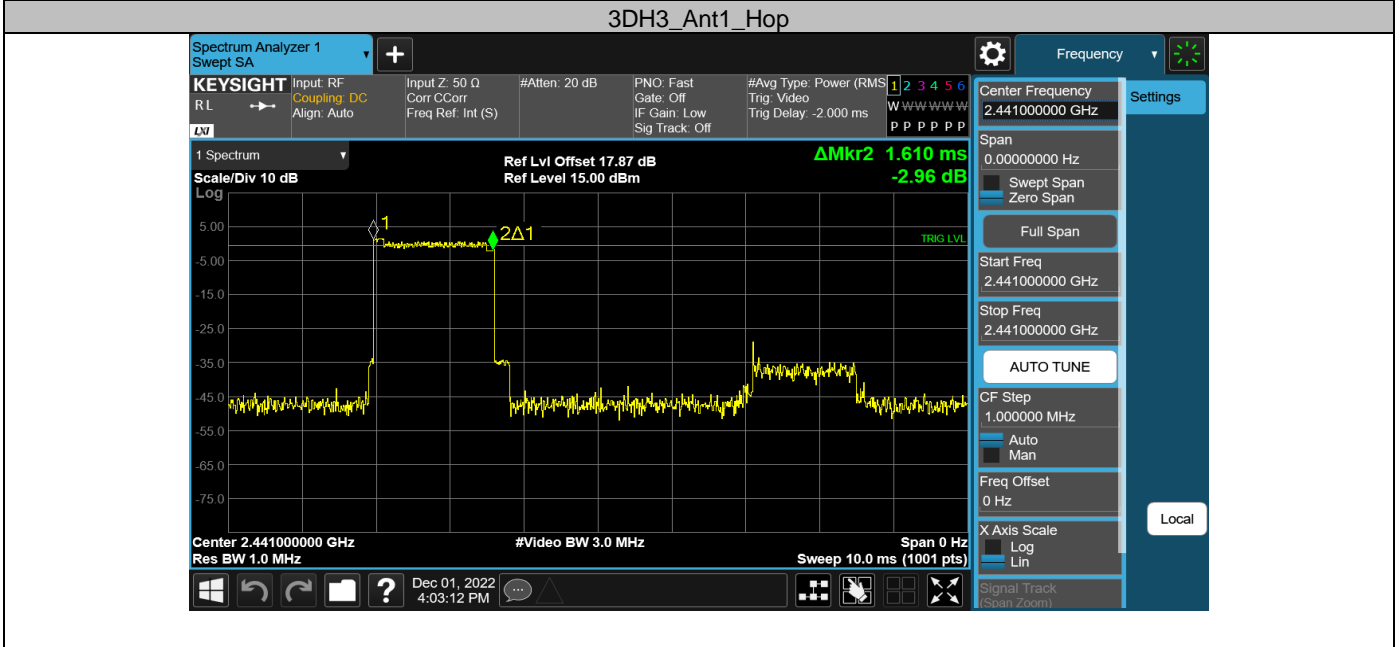 3DH3_Ant1_Hop
Spectrum Analyzer 1
Swept SA
+
Frequency
KEYSIGHT
RL
LXI
Input: RF
Coupling: DC
Align: Auto
Input Z: 50 Ω
Corr CCorr
Freq Ref: Int (S)
#Atten: 20 dB
PNO: Fast
Gate: Off
IF Gain: Low
Sig Track: Off
#Avg Type: Power (RMS
Trig: Video
Trig Delay: -2.000 ms
1 2 3 4 5 6
W W W W W W
P P P P P P
1 Spectrum
Scale/Div 10 dB
Ref Lvl Offset 17.87 dB
Ref Level 15.00 dBm
ΔMkr2 1.610 ms
-2.96 dB
Log
5.00
-5.00
-15.0
-25.0
-35.0
-45.0
-55.0
-65.0
-75.0
1
2Δ1
TRIG LVL
Center 2.441000000 GHz
Res BW 1.0 MHz
#Video BW 3.0 MHz
Span 0 Hz
Sweep 10.0 ms (1001 pts)
Center Frequency
2.441000000 GHz
Span
0.00000000 Hz
Swept Span
Zero Span
Full Span
Start Freq
2.441000000 GHz
Stop Freq
2.441000000 GHz
AUTO TUNE
CF Step
1.000000 MHz
Auto
Man
Freq Offset
0 Hz
X Axis Scale
Log
Lin
Signal Track
(Span Zoom)
Settings
Local
?
Dec 01, 2022
4:03:12 PM